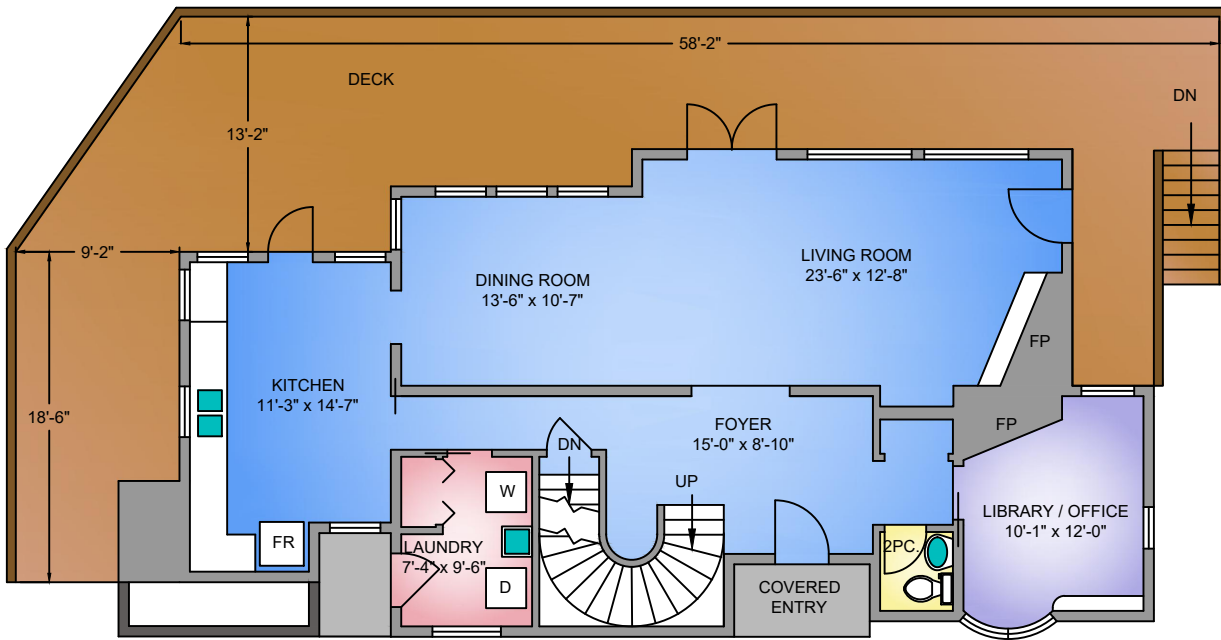 58'-2"
DECK
DN
13'-2"
9'-2"
LIVING ROOM
23'-6" x 12'-8"
DINING ROOM
13'-6" x 10'-7"
FP
KITCHEN
11'-3" x 14'-7"
18'-6"
FOYER
15'-0" x 8'-10"
FP
DN
UP
W
LIBRARY / OFFICE
10'-1" x 12'-0"
FR
LAUNDRY
7'-4" x 9'-6"
2PC.
D
COVERED
ENTRY